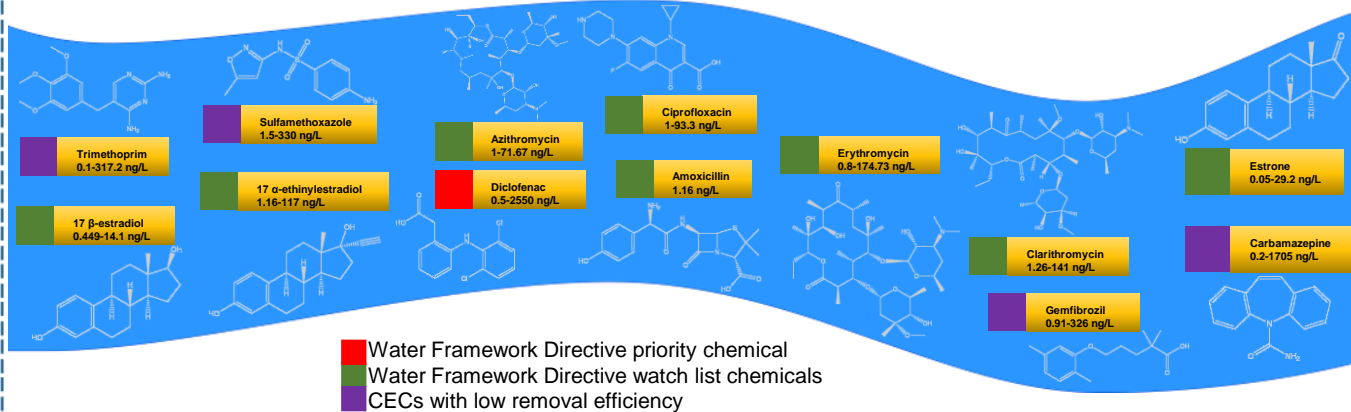 Trimethoprim
0.1-317.2 ng/L
Sulfamethoxazole
1.5-330 ng/L
Azithromycin
1-71.67 ng/L
Ciprofloxacin
1-93.3 ng/L
Erythromycin
0.8-174.73 ng/L
Estrone
0.05-29.2 ng/L
17 β-estradiol
0.449-14.1 ng/L
17 α-ethinylestradiol
1.16-117 ng/L
Diclofenac
0.5-2550 ng/L
Amoxicillin
1.16 ng/L
Clarithromycin
1.26-141 ng/L
Carbamazepine
0.2-1705 ng/L
Gemfibrozil
0.91-326 ng/L
Water Framework Directive priority chemical
Water Framework Directive watch list chemicals
CECs with low removal efficiency